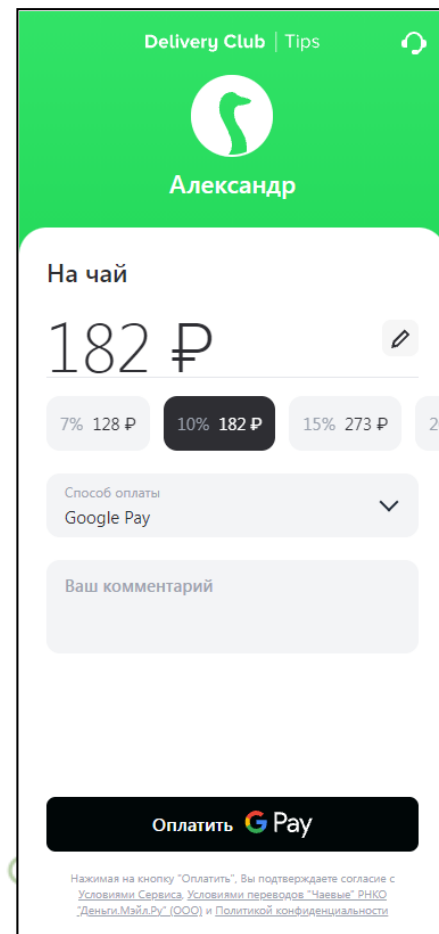 Delivery Club | Tips
Александр
На чай
182 ₽
7% 128 ₽ 10% 182 ₽ 15% 273 ₽ 2
Способ оплаты
Google Pay
Ваш комментарий
Оплатить G Pay
Нажимая на кнопку "Оплатить", Вы подтверждаете согласие с
Условиями Сервиса, Условиями переводов "Чаевые" РНКО
"Деньги.Мэйл.Ру" (ООО) и Политикой конфиденциальности